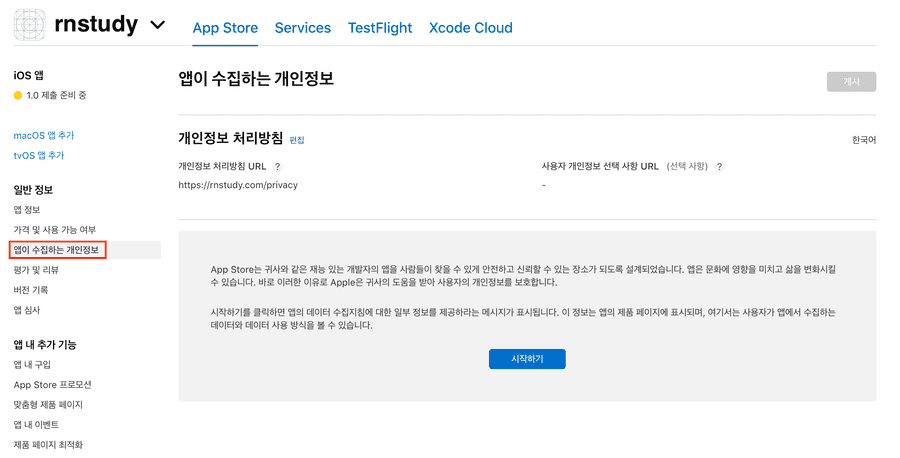 rnstudy
App Store Services TestFlight Xcode Cloud
iOS 앱
1.0 제출 준비 중
macOS 앱 추가
tvOS 앱 추가
일반 정보
앱 정보
가격 및 사용 가능 여부
앱이 수집하는 개인정보
평가 및 리뷰
버전 기록
앱 심사
앱 내 추가 기능
앱 내 구입
App Store 프로모션
맞춤형 제품 페이지
앱 내 이벤트
제품 페이지 최적화
앱이 수집하는 개인정보
게시
개인정보 처리방침 편집
한국어
개인정보 처리방침 URL ?
https://rnstudy.com/privacy
사용자 개인정보 선택 사항 URL (선택 사항) ?
-
App Store는 귀사와 같은 재능 있는 개발자의 앱을 사람들이 찾을 수 있게 안전하고 신뢰할 수 있는 장소가 되도록 설계되었습니다. 앱은 문화에 영향을 미치고 삶을 변화시킬
수 있습니다. 바로 이러한 이유로 Apple은 귀사의 도움을 받아 사용자의 개인정보를 보호합니다.
시작하기를 클릭하면 앱의 데이터 수집지침에 대한 일부 정보를 제공하라는 메시지가 표시됩니다. 이 정보는 앱의 제품 페이지에 표시되며, 여기서는 사용자가 앱에서 수집하는
데이터와 데이터 사용 방식을 볼 수 있습니다.
시작하기